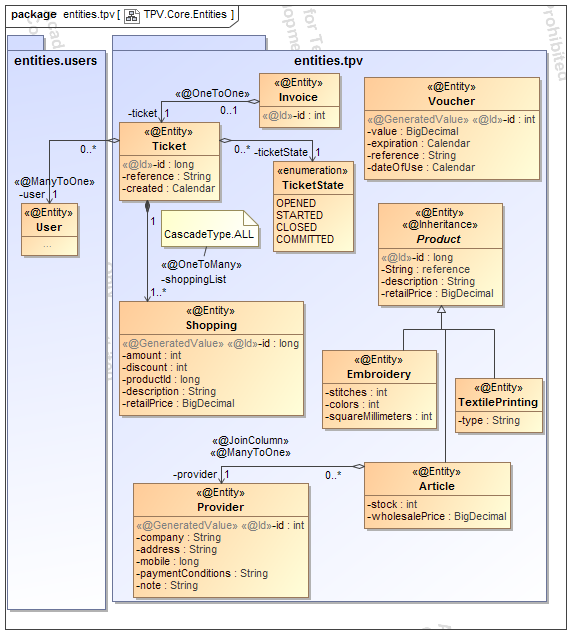 package entities.tpv [ TPV.Core.Entities ]
entities.users
entities.tpv
«@Entity»
Invoice
«@Id»-id : int
«@OneToOne»
-ticket 1
0..1
«@Entity»
Voucher
«@GeneratedValue» «@Id»-id : int
-value : BigDecimal
-expiration : Calendar
-reference : String
-dateOfUse : Calendar
«@Entity»
Ticket
«@Id»-id : long
-reference : String
-created : Calendar
0..*
0..*
-ticketState 1
«enumeration»
TicketState
OPENED
STARTED
CLOSED
COMMITTED
«@ManyToOne»
-user 1
«@Entity»
User
...
1
CascadeType.ALL
«@OneToMany»
-shoppingList
1..*
«@Entity»
«@Inheritance»
Product
«@Id»-id : long
-String : reference
-description : String
-retailPrice : BigDecimal
«@Entity»
Shopping
«@GeneratedValue» «@Id»-id : long
-amount : int
-discount : int
-productId : long
-description : String
-retailPrice : BigDecimal
«@Entity»
Embroidery
-stitches : int
-colors : int
-squareMillimeters : int
«@Entity»
TextilePrinting
-type : String
«@JoinColumn»
«@ManyToOne»
-provider 1
0..*
«@Entity»
Article
-stock : int
-wholesalePrice : BigDecimal
«@Entity»
Provider
«@GeneratedValue» «@Id»-id : int
-company : String
-address : String
-mobile : long
-paymentConditions : String
-note : String
Prohibited